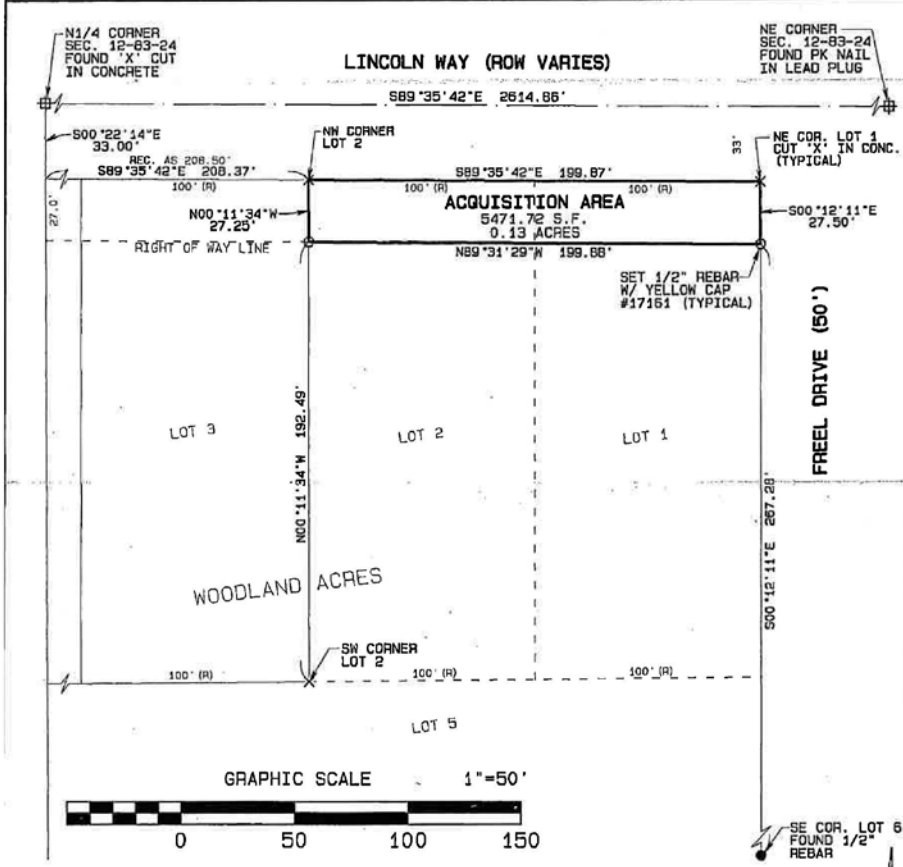 N1/4 CORNER
SEC. 12-83-24
FOUND 'X' CUT
IN CONCRETE
LINCOLN WAY (ROW VARIES)
NE CORNER
SEC. 12-83-24
FOUND PK NAIL
IN LEAD PLUG
S89°35'42"E 2614.86'
S00°22'14"E
33.00'
NW CORNER
LOT 2
33'
NE COR. LOT 1
CUT 'X' IN CONC.
(TYPICAL)
REC. AS 208.50'
S89°35'42"E 208.37'
100'(R)
S89°35'42"E 199.87'
100'(R)
100'(R)
27.0'
N00°11'34"W
27.25'
ACQUISITION AREA
5471.72 S.F.
0.13 ACRES
S00°12'11"E
27.50'
RIGHT OF WAY LINE
N89°31'29"W 199.88'
SET 1/2" REBAR
W/ YELLOW CAP
#17161 (TYPICAL)
FREEL DRIVE (50')
N00°11'34"W 192.49'
LOT 3
LOT 2
LOT 1
S00°12'11"E 267.28'
WOODLAND ACRES
SW CORNER
LOT 2
100'(R)
100'(R)
100'(R)
LOT 5
GRAPHIC SCALE 1"=50'
0 50 100 150
SE COR. LOT 6
FOUND 1/2"
REBAR